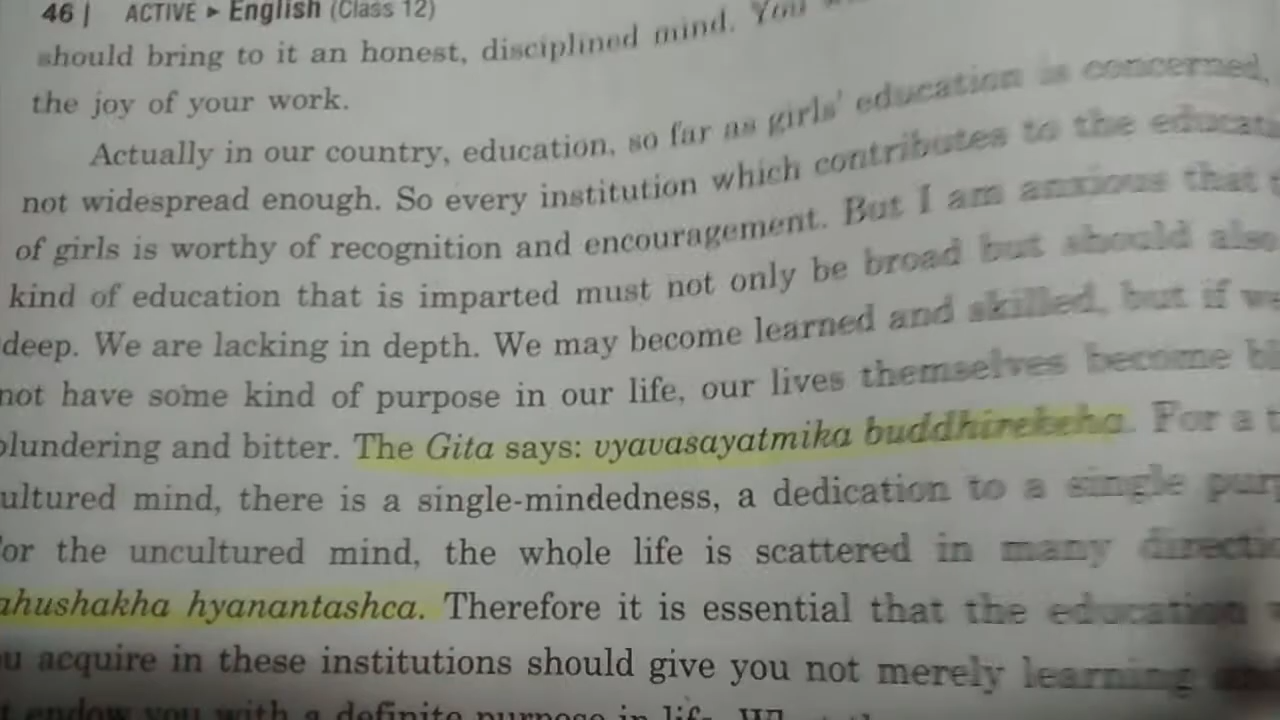 46 | ACTIVE ▸ English (Class 12)
should bring to it an honest, disciplined mind. You
the joy of your work.
Actually in our country, education, so far as girls' education is concerned,
not widespread enough. So every institution which contributes to the educati
of girls is worthy of recognition and encouragement. But I am anxious that
kind of education that is imparted must not only be broad but should also
deep. We are lacking in depth. We may become learned and skilled, but if we
not have some kind of purpose in our life, our lives themselves become bl
blundering and bitter. The Gita says: vyavasayatmika buddhirekeha. For a
ultured mind, there is a single-mindedness, a dedication to a single purp
or the uncultured mind, the whole life is scattered in many directio
ahushakha hyanantashca. Therefore it is essential that the education
ou acquire in these institutions should give you not merely learning and
endow you with a definite purpose in life.